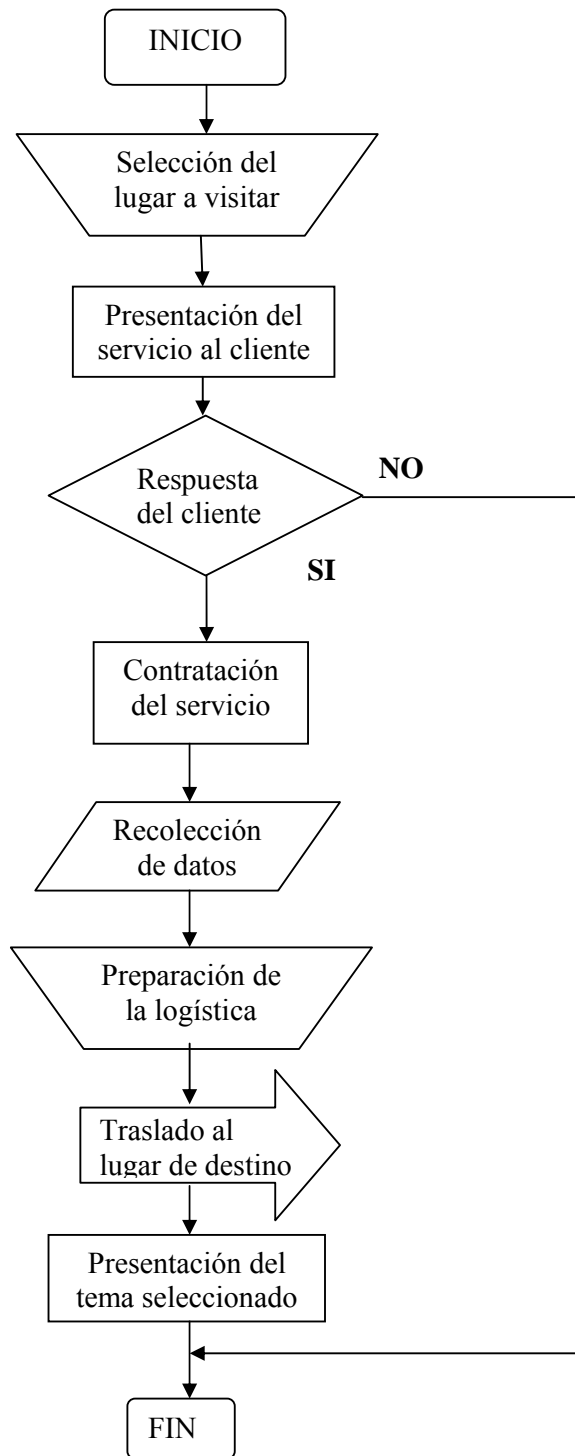 INICIO
Selección del
lugar a visitar
Presentación del
servicio al cliente
Respuesta
del cliente
NO
SI
Contratación
del servicio
Recolección
de datos
Preparación de
la logística
Traslado al
lugar de destino
Presentación del
tema seleccionado
FIN